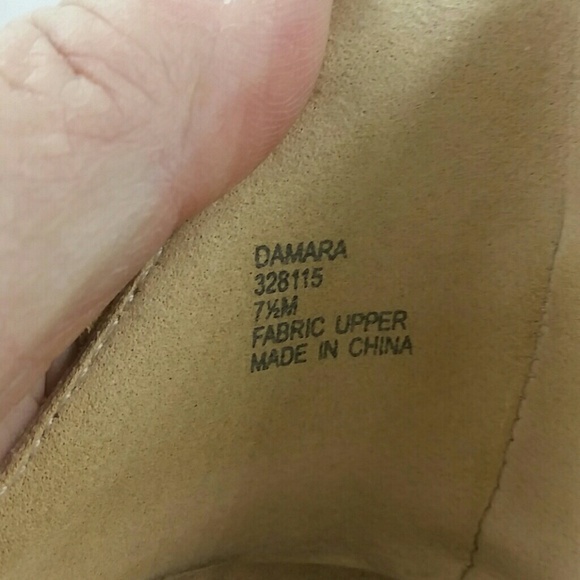 DAMARA
328115
7½M
FABRIC UPPER
MADE IN CHINA